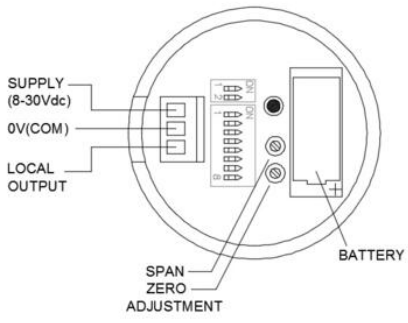 SUPPLY
(8-30Vdc)
0V(COM)
LOCAL
OUTPUT
1
2
ON
1
8
ON
+
BATTERY
SPAN
ZERO
ADJUSTMENT